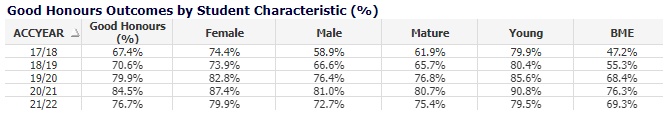 Good Honours Outcomes by Student Characteristic (%)
ACCYEAR Good Honours (%) Female Male Mature Young BME
17/18 67.4% 74.4% 58.9% 61.9% 79.9% 47.2%
18/19 70.6% 73.9% 66.6% 65.7% 80.4% 55.3%
19/20 79.9% 82.8% 76.4% 76.8% 85.6% 68.4%
20/21 84.5% 87.4% 81.0% 80.7% 90.8% 76.3%
21/22 76.7% 79.9% 72.7% 75.4% 79.5% 69.3%